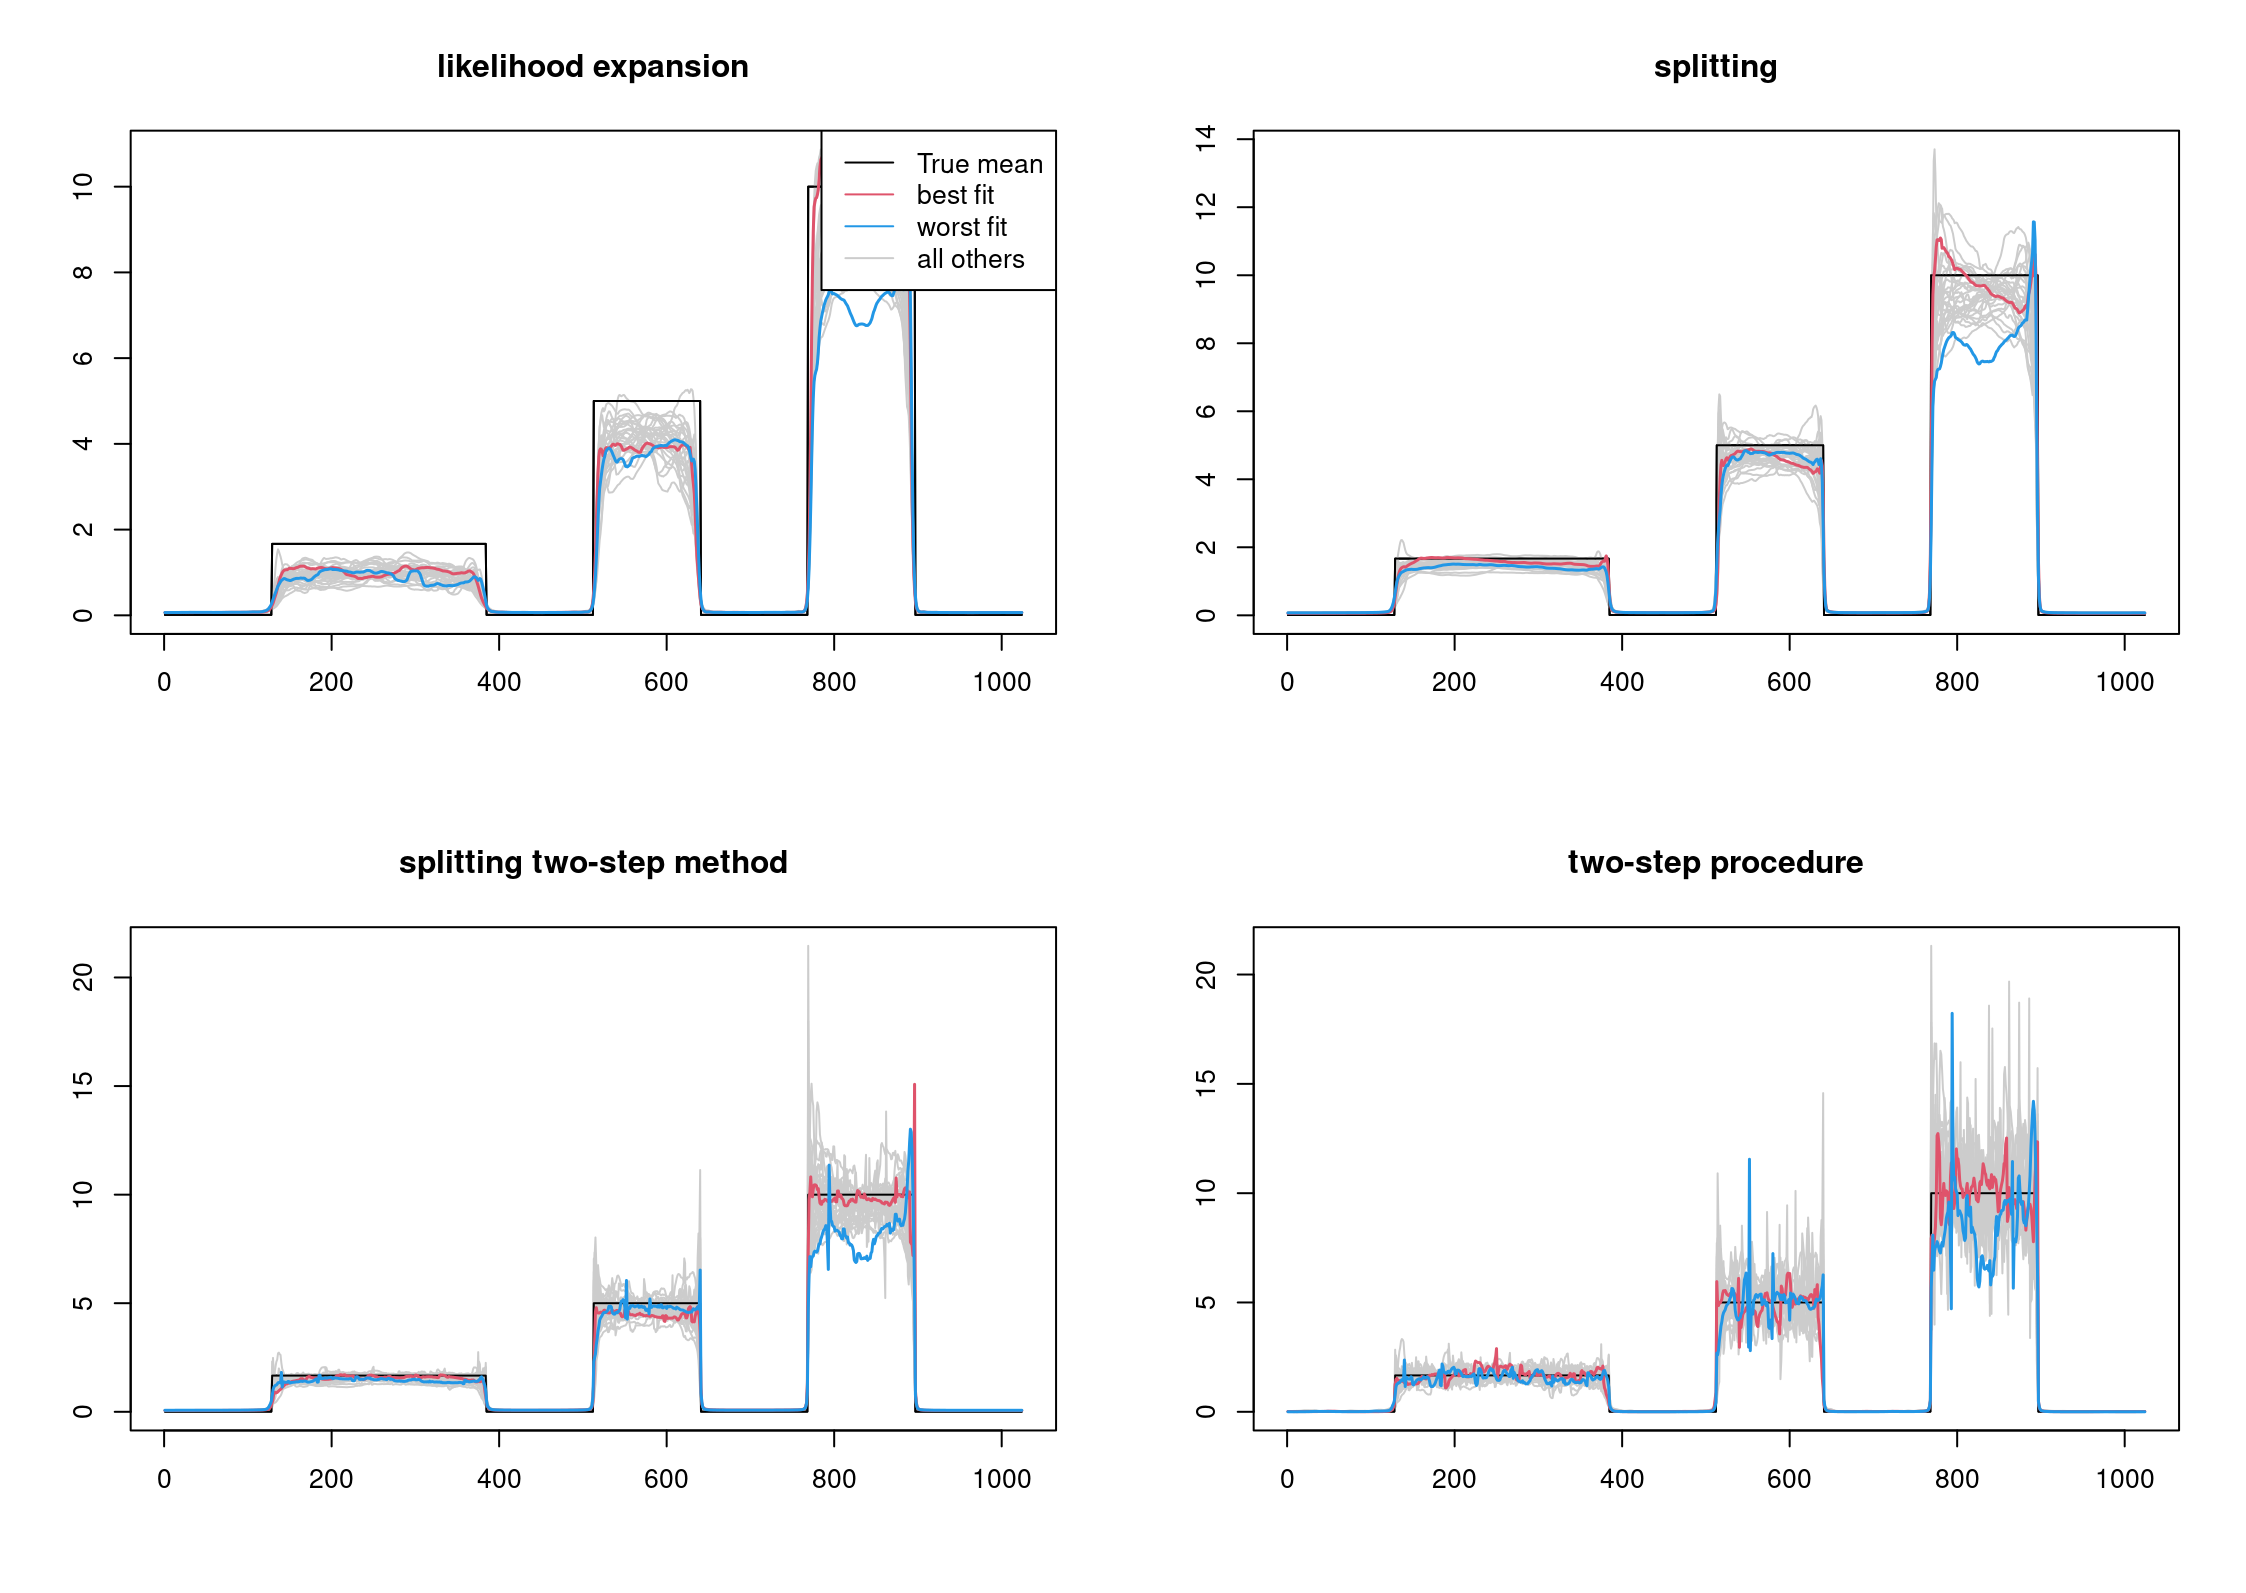 likelihood expansion
0 2 4 6 8 10
True mean
best fit
worst fit
all others
0 200 400 600 800 1000
splitting
0 2 4 6 8 10 12 14
0 200 400 600 800 1000
splitting two-step method
0 5 10 15 20
0 200 400 600 800 1000
two-step procedure
0 5 10 15 20
0 200 400 600 800 1000